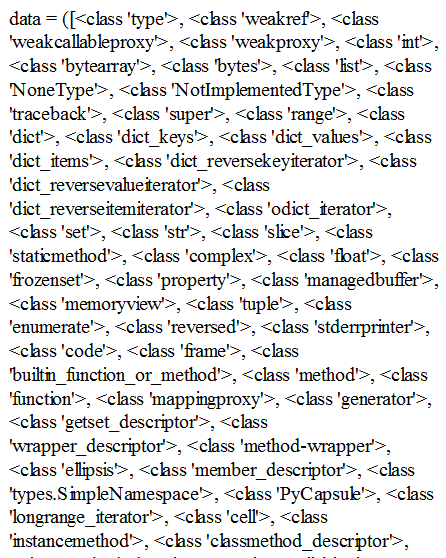 data = ([<class 'type'>, <class 'weakref'>, <class
'weakcallableproxy'>, <class 'weakproxy'>, <class 'int'>,
<class 'bytearray'>, <class 'bytes'>, <class 'list'>, <class
'NoneType'>, <class 'NotImplementedType'>, <class
'traceback'>, <class 'super'>, <class 'range'>, <class
'dict'>, <class 'dict_keys'>, <class 'dict_values'>, <class
'dict_items'>, <class 'dict_reversekeyiterator'>, <class
'dict_reversevalueiterator'>, <class
'dict_reverseitemiterator'>, <class 'odict_iterator'>,
<class 'set'>, <class 'str'>, <class 'slice'>, <class
'staticmethod'>, <class 'complex'>, <class 'float'>, <class
'frozenset'>, <class 'property'>, <class 'managedbuffer'>,
<class 'memoryview'>, <class 'tuple'>, <class
'enumerate'>, <class 'reversed'>, <class 'stderrprinter'>,
<class 'code'>, <class 'frame'>, <class
'builtin_function_or_method'>, <class 'method'>, <class
'function'>, <class 'mappingproxy'>, <class 'generator'>,
<class 'getset_descriptor'>, <class
'wrapper_descriptor'>, <class 'method-wrapper'>,
<class 'ellipsis'>, <class 'member_descriptor'>, <class
'types.SimpleNamespace'>, <class 'PyCapsule'>, <class
'longrange_iterator'>, <class 'cell'>, <class
'instancemethod'>, <class 'classmethod_descriptor'>,